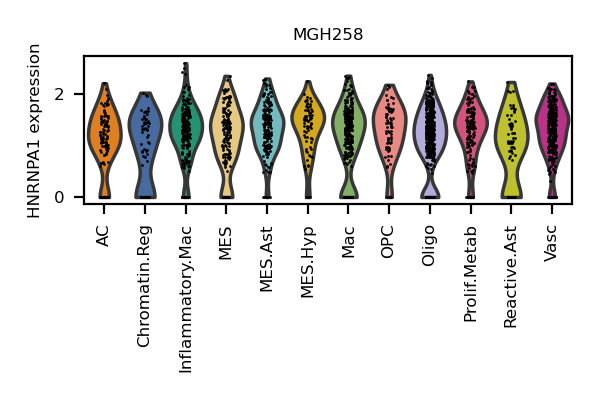 MGH258
HNRNPA1 expression
2
0
AC
Chromatin.Reg
Inflammatory.Mac
MES
MES.Ast
MES.Hyp
Mac
OPC
Oligo
Prolif.Metab
Reactive.Ast
Vasc